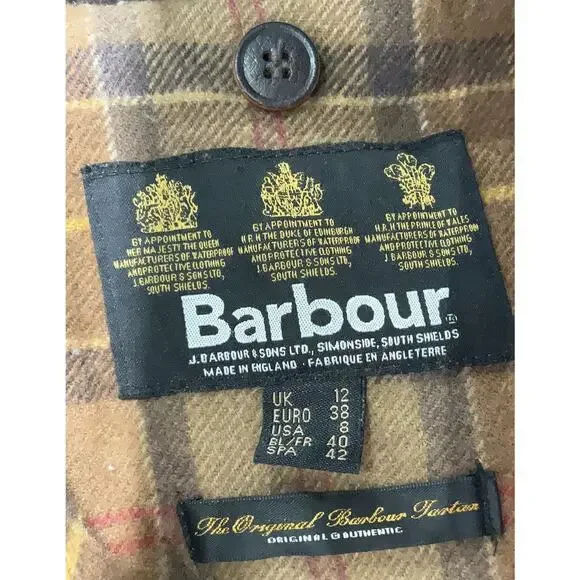 BY APPOINTMENT TO
HER MAJESTY THE QUEEN
MANUFACTURERS OF WATERPROOF
AND PROTECTIVE CLOTHING
J. BARBOUR & SONS LTD,
SOUTH SHIELDS.
BY APPOINTMENT TO
H.R.H THE DUKE OF EDINBURGH
MANUFACTURERS OF WATERPROOF
AND PROTECTIVE CLOTHING
J. BARBOUR & SONS LTD,
SOUTH SHIELDS.
BY APPOINTMENT TO
H.R.H. THE PRINCE OF WALES
MANUFACTURERS OF WATERPROOF
AND PROTECTIVE CLOTHING
J. BARBOUR & SONS LTD,
SOUTH SHIELDS.
Barbour
J. BARBOUR & SONS LTD., SIMONSIDE, SOUTH SHIELDS
MADE IN ENGLAND · FABRIQUE EN ANGLETERRE
UK 12
EURO 38
USA 8
BL/FR 40
SPA 42
The Original Barbour Tartan
ORIGINAL & AUTHENTIC